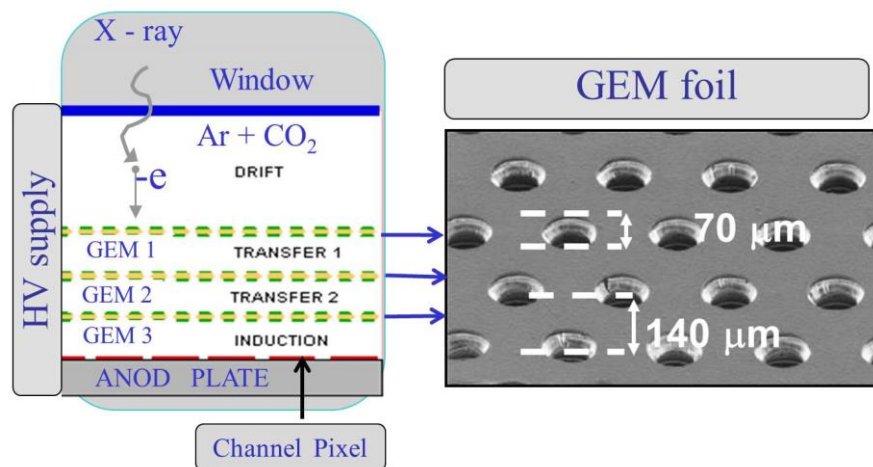 X - ray
Window
HV supply
Ar + CO₂
DRIFT
-e
GEM 1
TRANSFER 1
GEM 2
TRANSFER 2
GEM 3
INDUCTION
ANOD PLATE
Channel Pixel
GEM foil
70 μm
140 μm